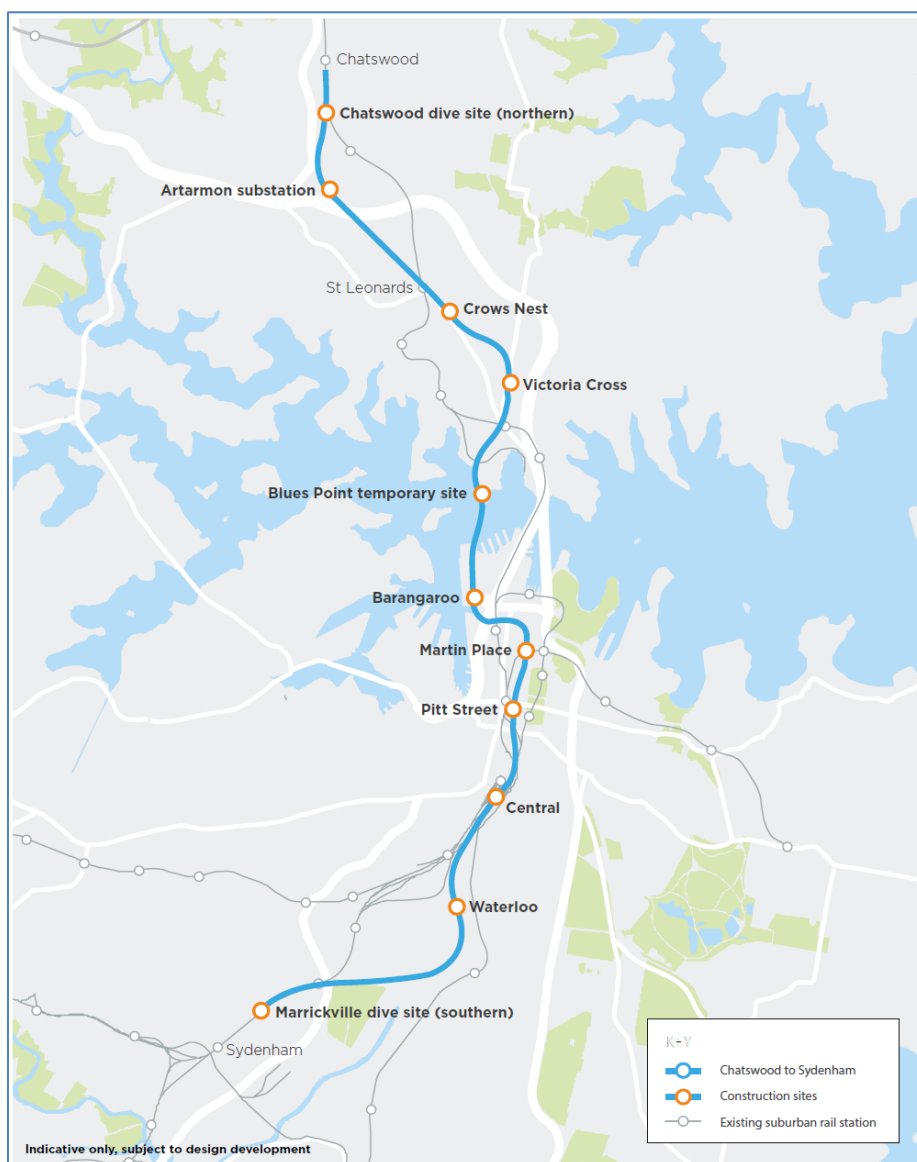 Chatswood
Chatswood dive site (northern)
Artarmon substation
St Leonards
Crows Nest
Victoria Cross
Blues Point temporary site
Barangaroo
Martin Place
Pitt Street
Central
Waterloo
Marrickville dive site (southern)
Sydenham
K-Y
Chatswood to Sydenham
Construction sites
Existing suburban rail station
Indicative only, subject to design development